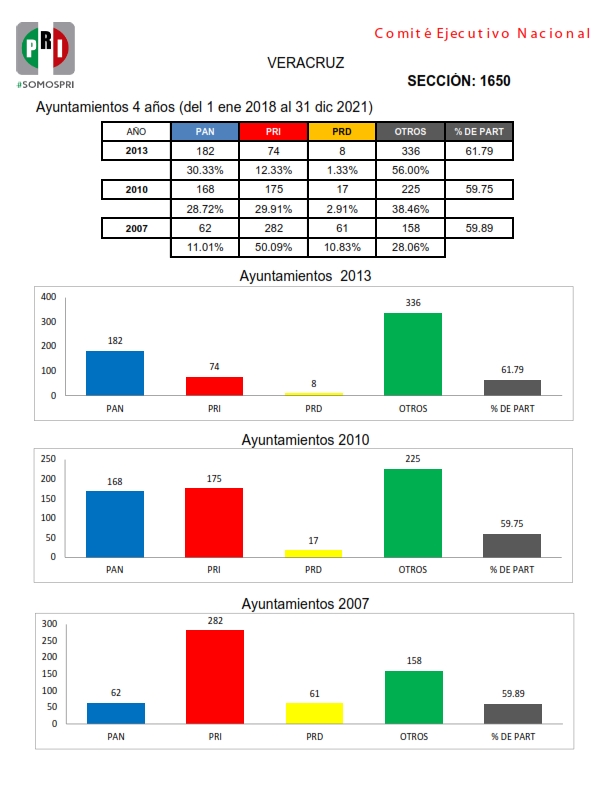 Comité Ejecutivo Nacional
PRI
#SOMOSPRI
VERACRUZ
SECCIÓN: 1650
Ayuntamientos 4 años (del 1 ene 2018 al 31 dic 2021)
AÑO PAN PRI PRD OTROS % DE PART
2013 182 74 8 336 61.79
30.33% 12.33% 1.33% 56.00%
2010 168 175 17 225 59.75
28.72% 29.91% 2.91% 38.46%
2007 62 282 61 158 59.89
11.01% 50.09% 10.83% 28.06%
Ayuntamientos 2013
400
300
200
100
0
182 74 8 336 61.79
PAN PRI PRD OTROS % DE PART
Ayuntamientos 2010
250
200
150
100
50
0
168 175 17 225 59.75
PAN PRI PRD OTROS % DE PART
Ayuntamientos 2007
300
250
200
150
100
50
0
62 282 61 158 59.89
PAN PRI PRD OTROS % DE PART